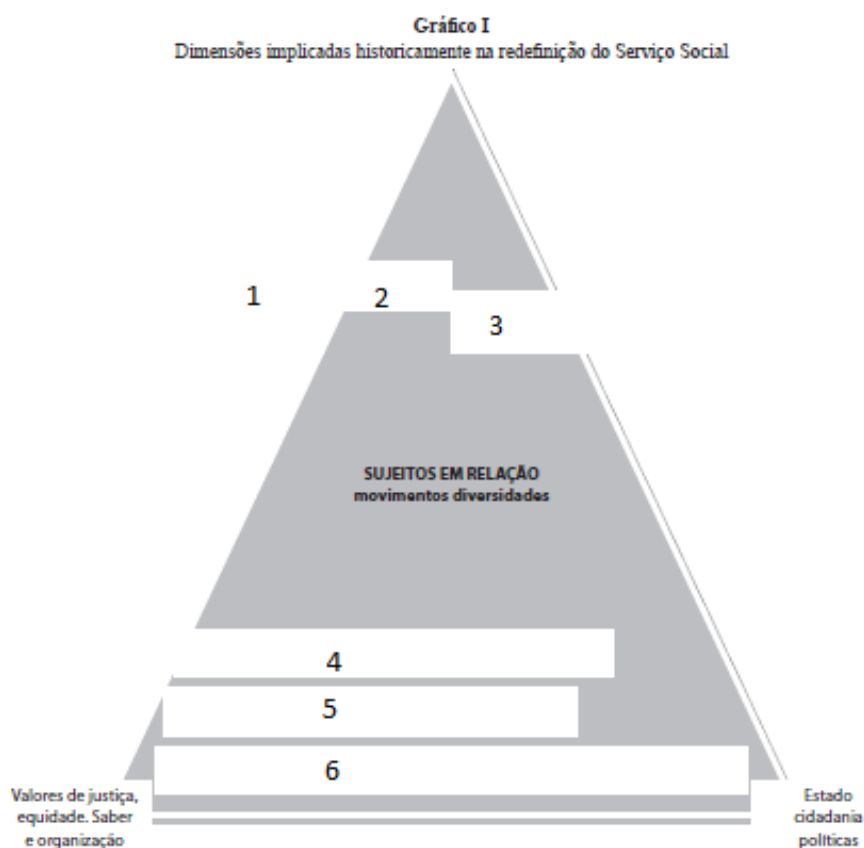 Gráfico I
Dimensões implicadas historicamente na redefinição do Serviço Social
1
2
3
SUJEITOS EM RELAÇÃO
movimentos diversidades
4
5
6
Valores de justiça,
equidade. Saber
e organização
Estado
cidadania
políticas